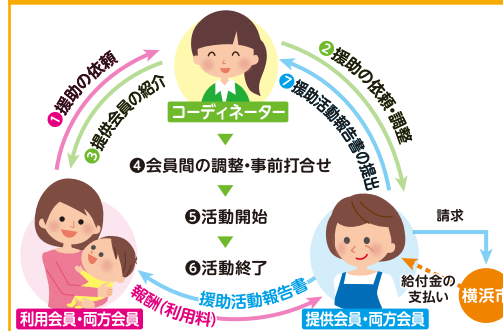 ❶援助の依頼
❸提供会員の紹介
コーディネーター
❷援助の依頼・調整
❼援助活動報告書の提出
❹会員間の調整・事前打合せ
❺活動開始
❻活動終了
請求
給付金の
支払い
横浜市
援助活動報告書
報酬(利用料)
利用会員・両方会員
提供会員・両方会員